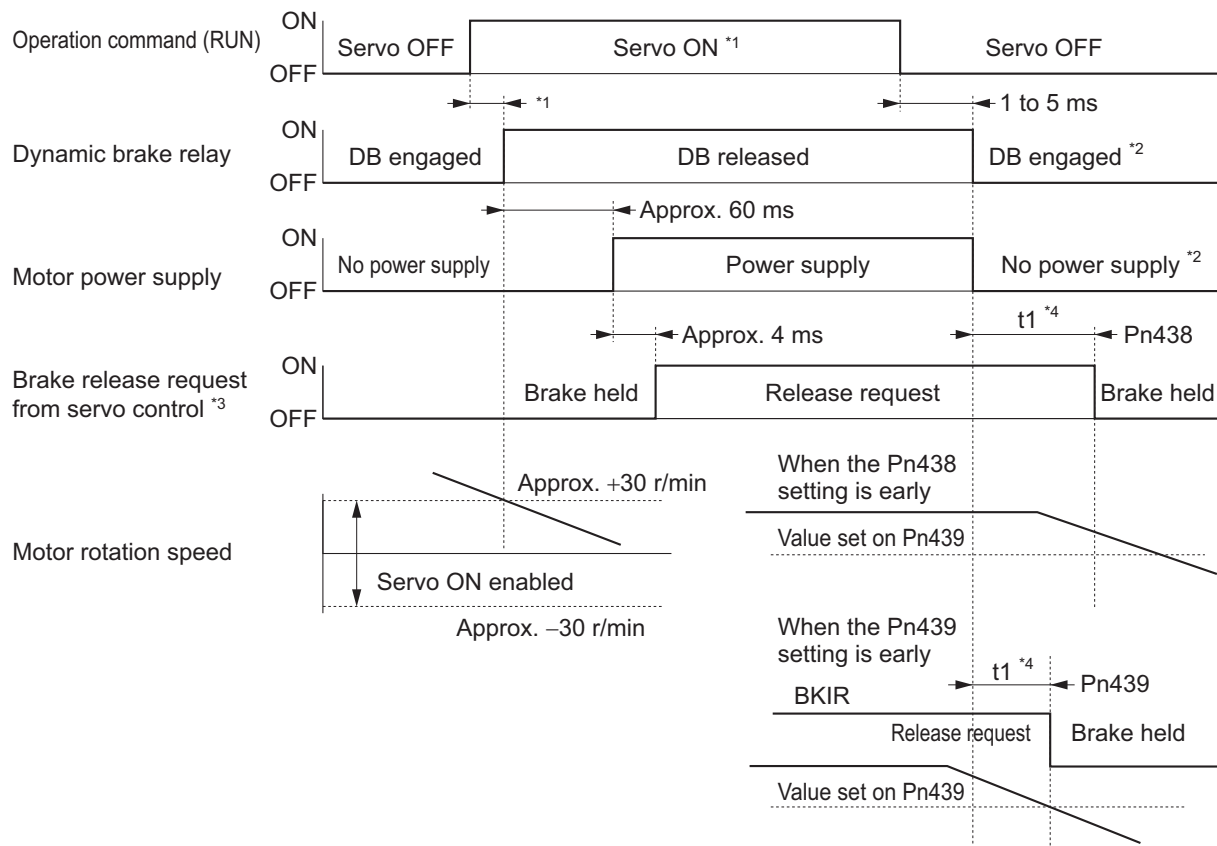 Operation command (RUN)
ON
OFF
Servo OFF
Servo ON *1
Servo OFF
*1
1 to 5 ms
Dynamic brake relay
ON
OFF
DB engaged
DB released
DB engaged *2
Approx. 60 ms
Motor power supply
ON
OFF
No power supply
Power supply
No power supply *2
Approx. 4 ms
t1 *4
Pn438
Brake release request
from servo control *3
ON
OFF
Brake held
Release request
Brake held
Motor rotation speed
Approx. +30 r/min
Servo ON enabled
Approx. −30 r/min
When the Pn438
setting is early
Value set on Pn439
When the Pn439
setting is early
t1 *4
Pn439
BKIR
Release request
Brake held
Value set on Pn439